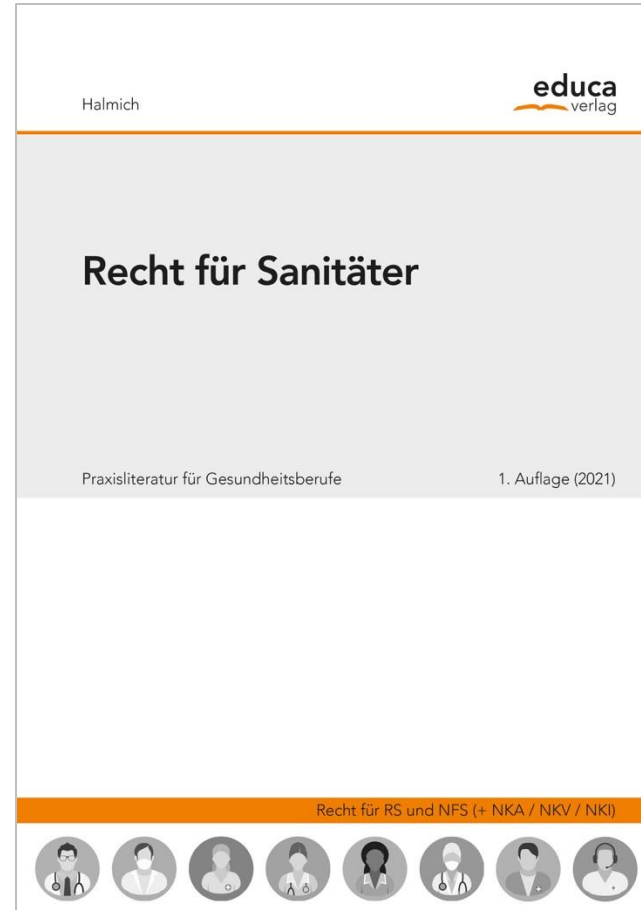 Halmich
educa
verlag
Recht für Sanitäter
Praxisliteratur für Gesundheitsberufe
1. Auflage (2021)
Recht für RS und NFS (+ NKA / NKV / NKI)